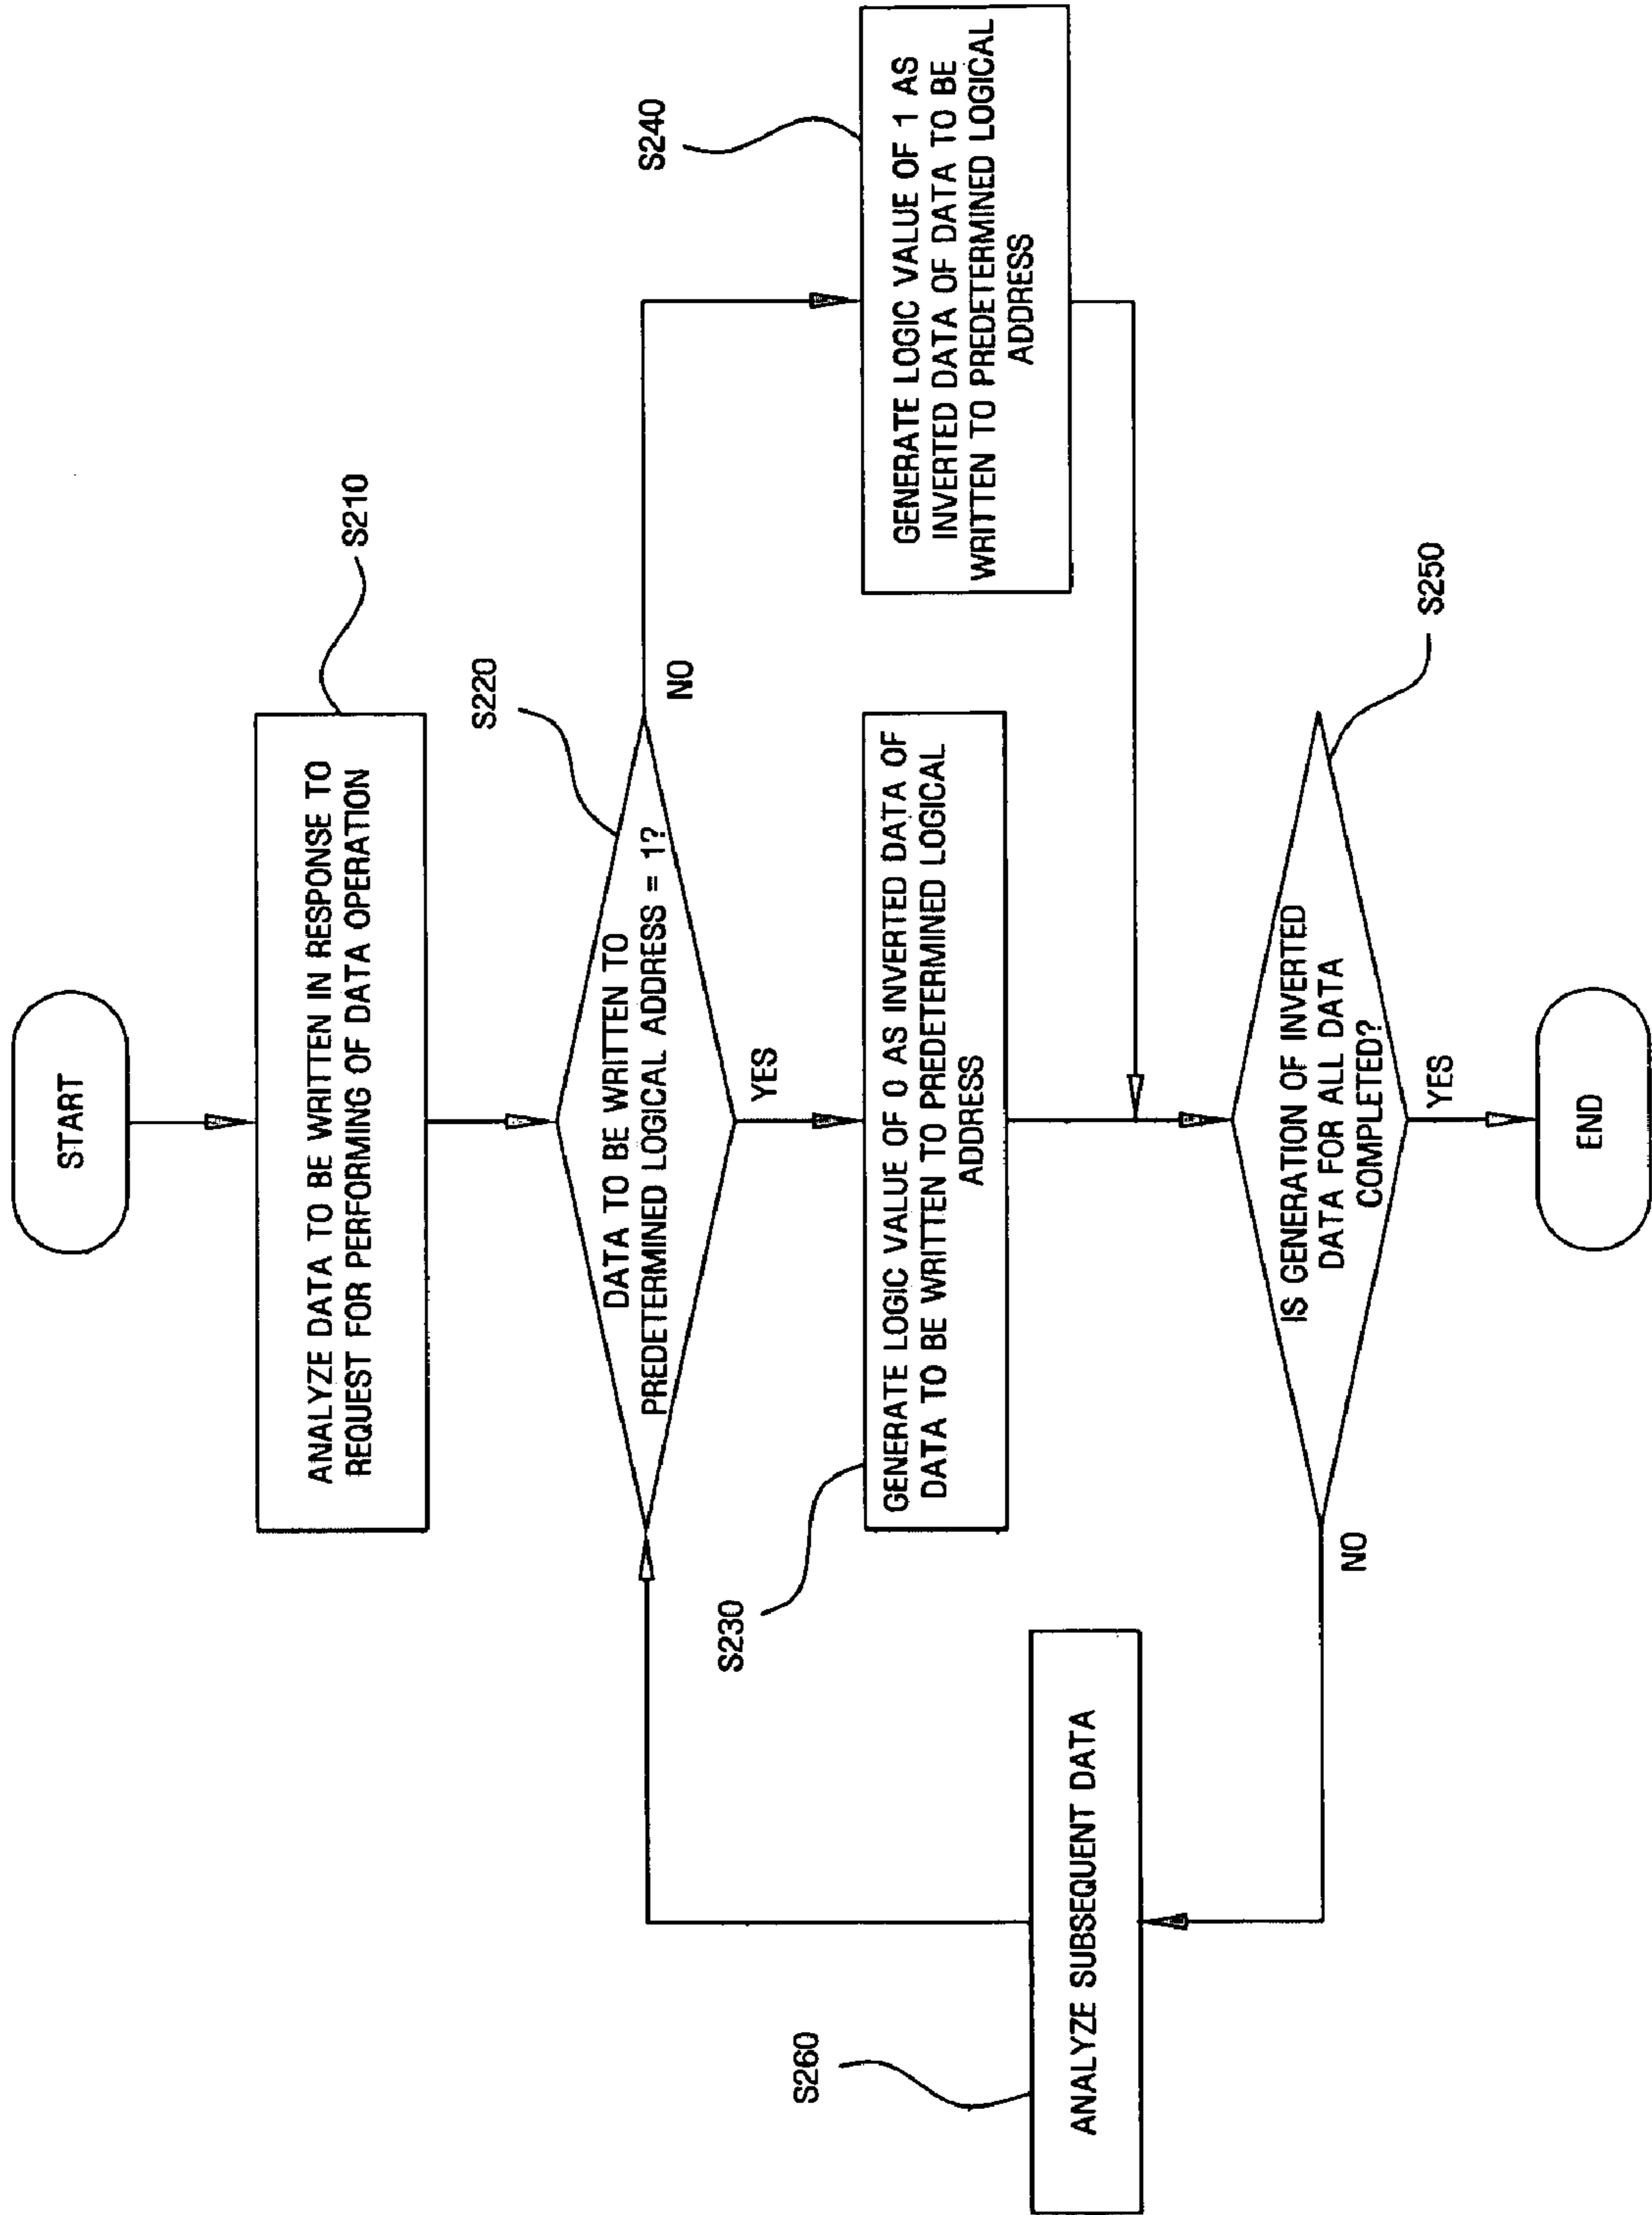 START
ANALYZE DATA TO BE WRITTEN IN RESPONSE TO
REQUEST FOR PERFORMING OF DATA OPERATION
S210
S220
DATA TO BE WRITTEN TO
PREDETERMINED LOGICAL ADDRESS = 1?
NO
YES
S230
GENERATE LOGIC VALUE OF 0 AS INVERTED DATA OF
DATA TO BE WRITTEN TO PREDETERMINED LOGICAL
ADDRESS
S240
GENERATE LOGIC VALUE OF 1 AS
INVERTED DATA OF DATA TO BE
WRITTEN TO PREDETERMINED LOGICAL
ADDRESS
S260
ANALYZE SUBSEQUENT DATA
S250
IS GENERATION OF INVERTED
DATA FOR ALL DATA
COMPLETED?
NO
YES
END